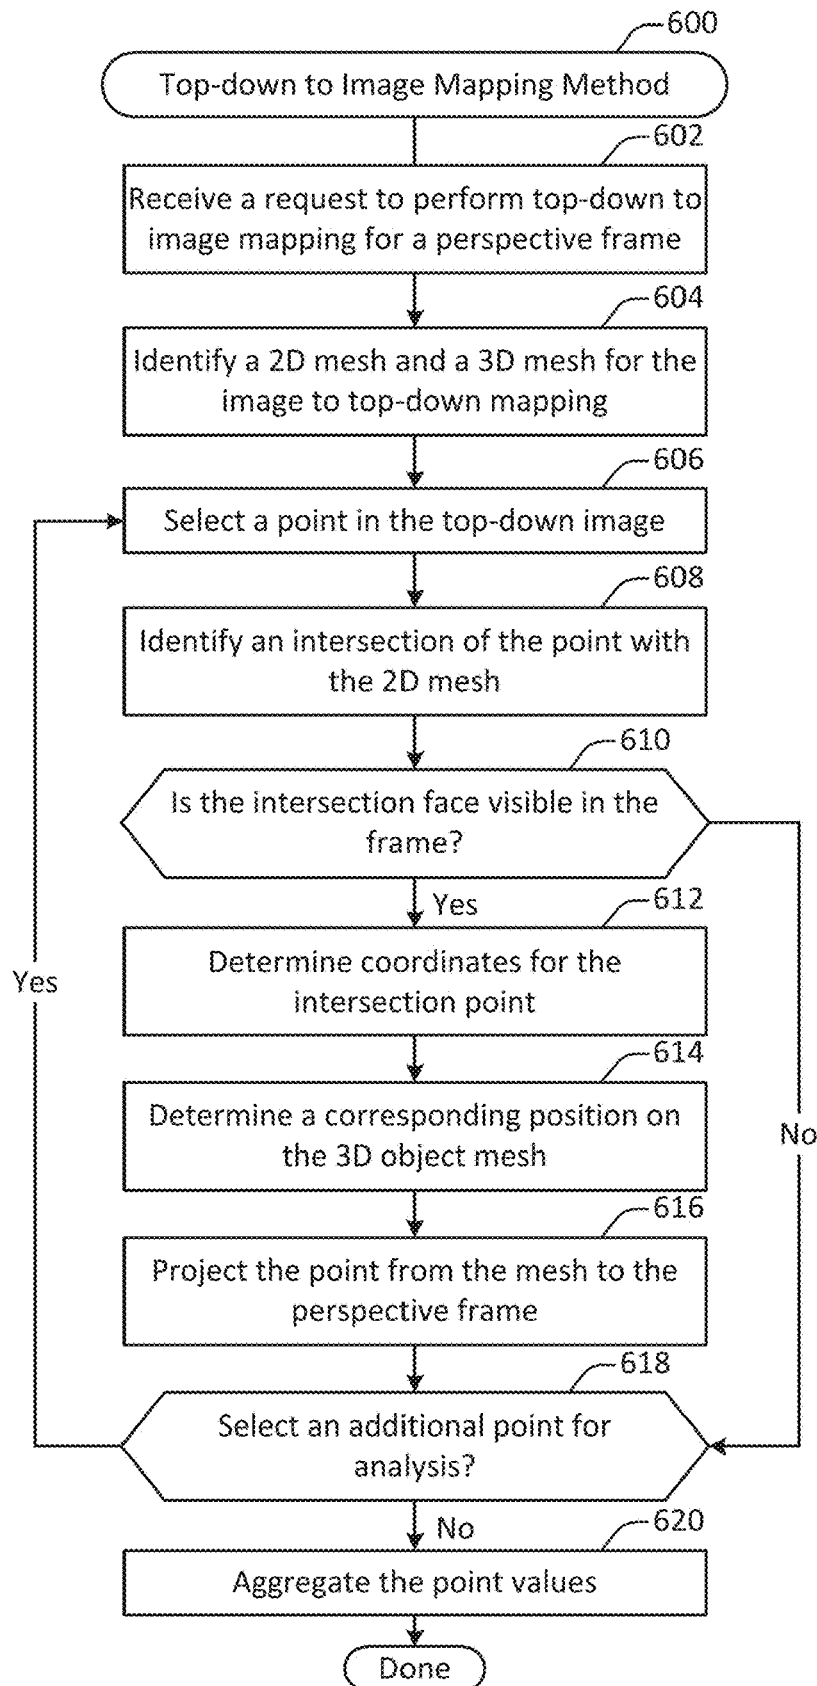 600
Top-down to Image Mapping Method
602
Receive a request to perform top-down to
image mapping for a perspective frame
604
Identify a 2D mesh and a 3D mesh for the
image to top-down mapping
606
Select a point in the top-down image
608
Identify an intersection of the point with
the 2D mesh
610
Is the intersection face visible in the
frame?
Yes
612
Determine coordinates for the
intersection point
Yes
614
Determine a corresponding position on
the 3D object mesh
No
616
Project the point from the mesh to the
perspective frame
618
Select an additional point for
analysis?
No
620
Aggregate the point values
Done